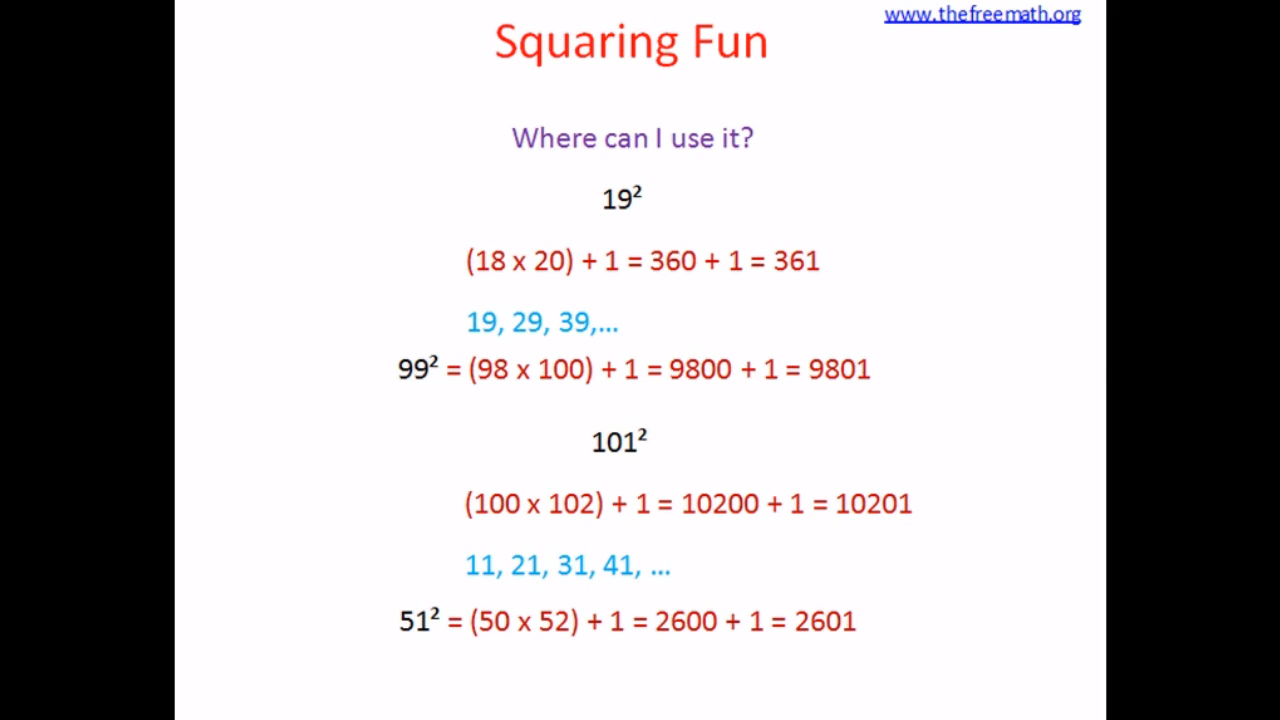 www.thefreemath.org
Squaring Fun
Where can I use it?
19²
(18 x 20) + 1 = 360 + 1 = 361
19, 29, 39,...
99² = (98 x 100) + 1 = 9800 + 1 = 9801
101²
(100 x 102) + 1 = 10200 + 1 = 10201
11, 21, 31, 41, ...
51² = (50 x 52) + 1 = 2600 + 1 = 2601